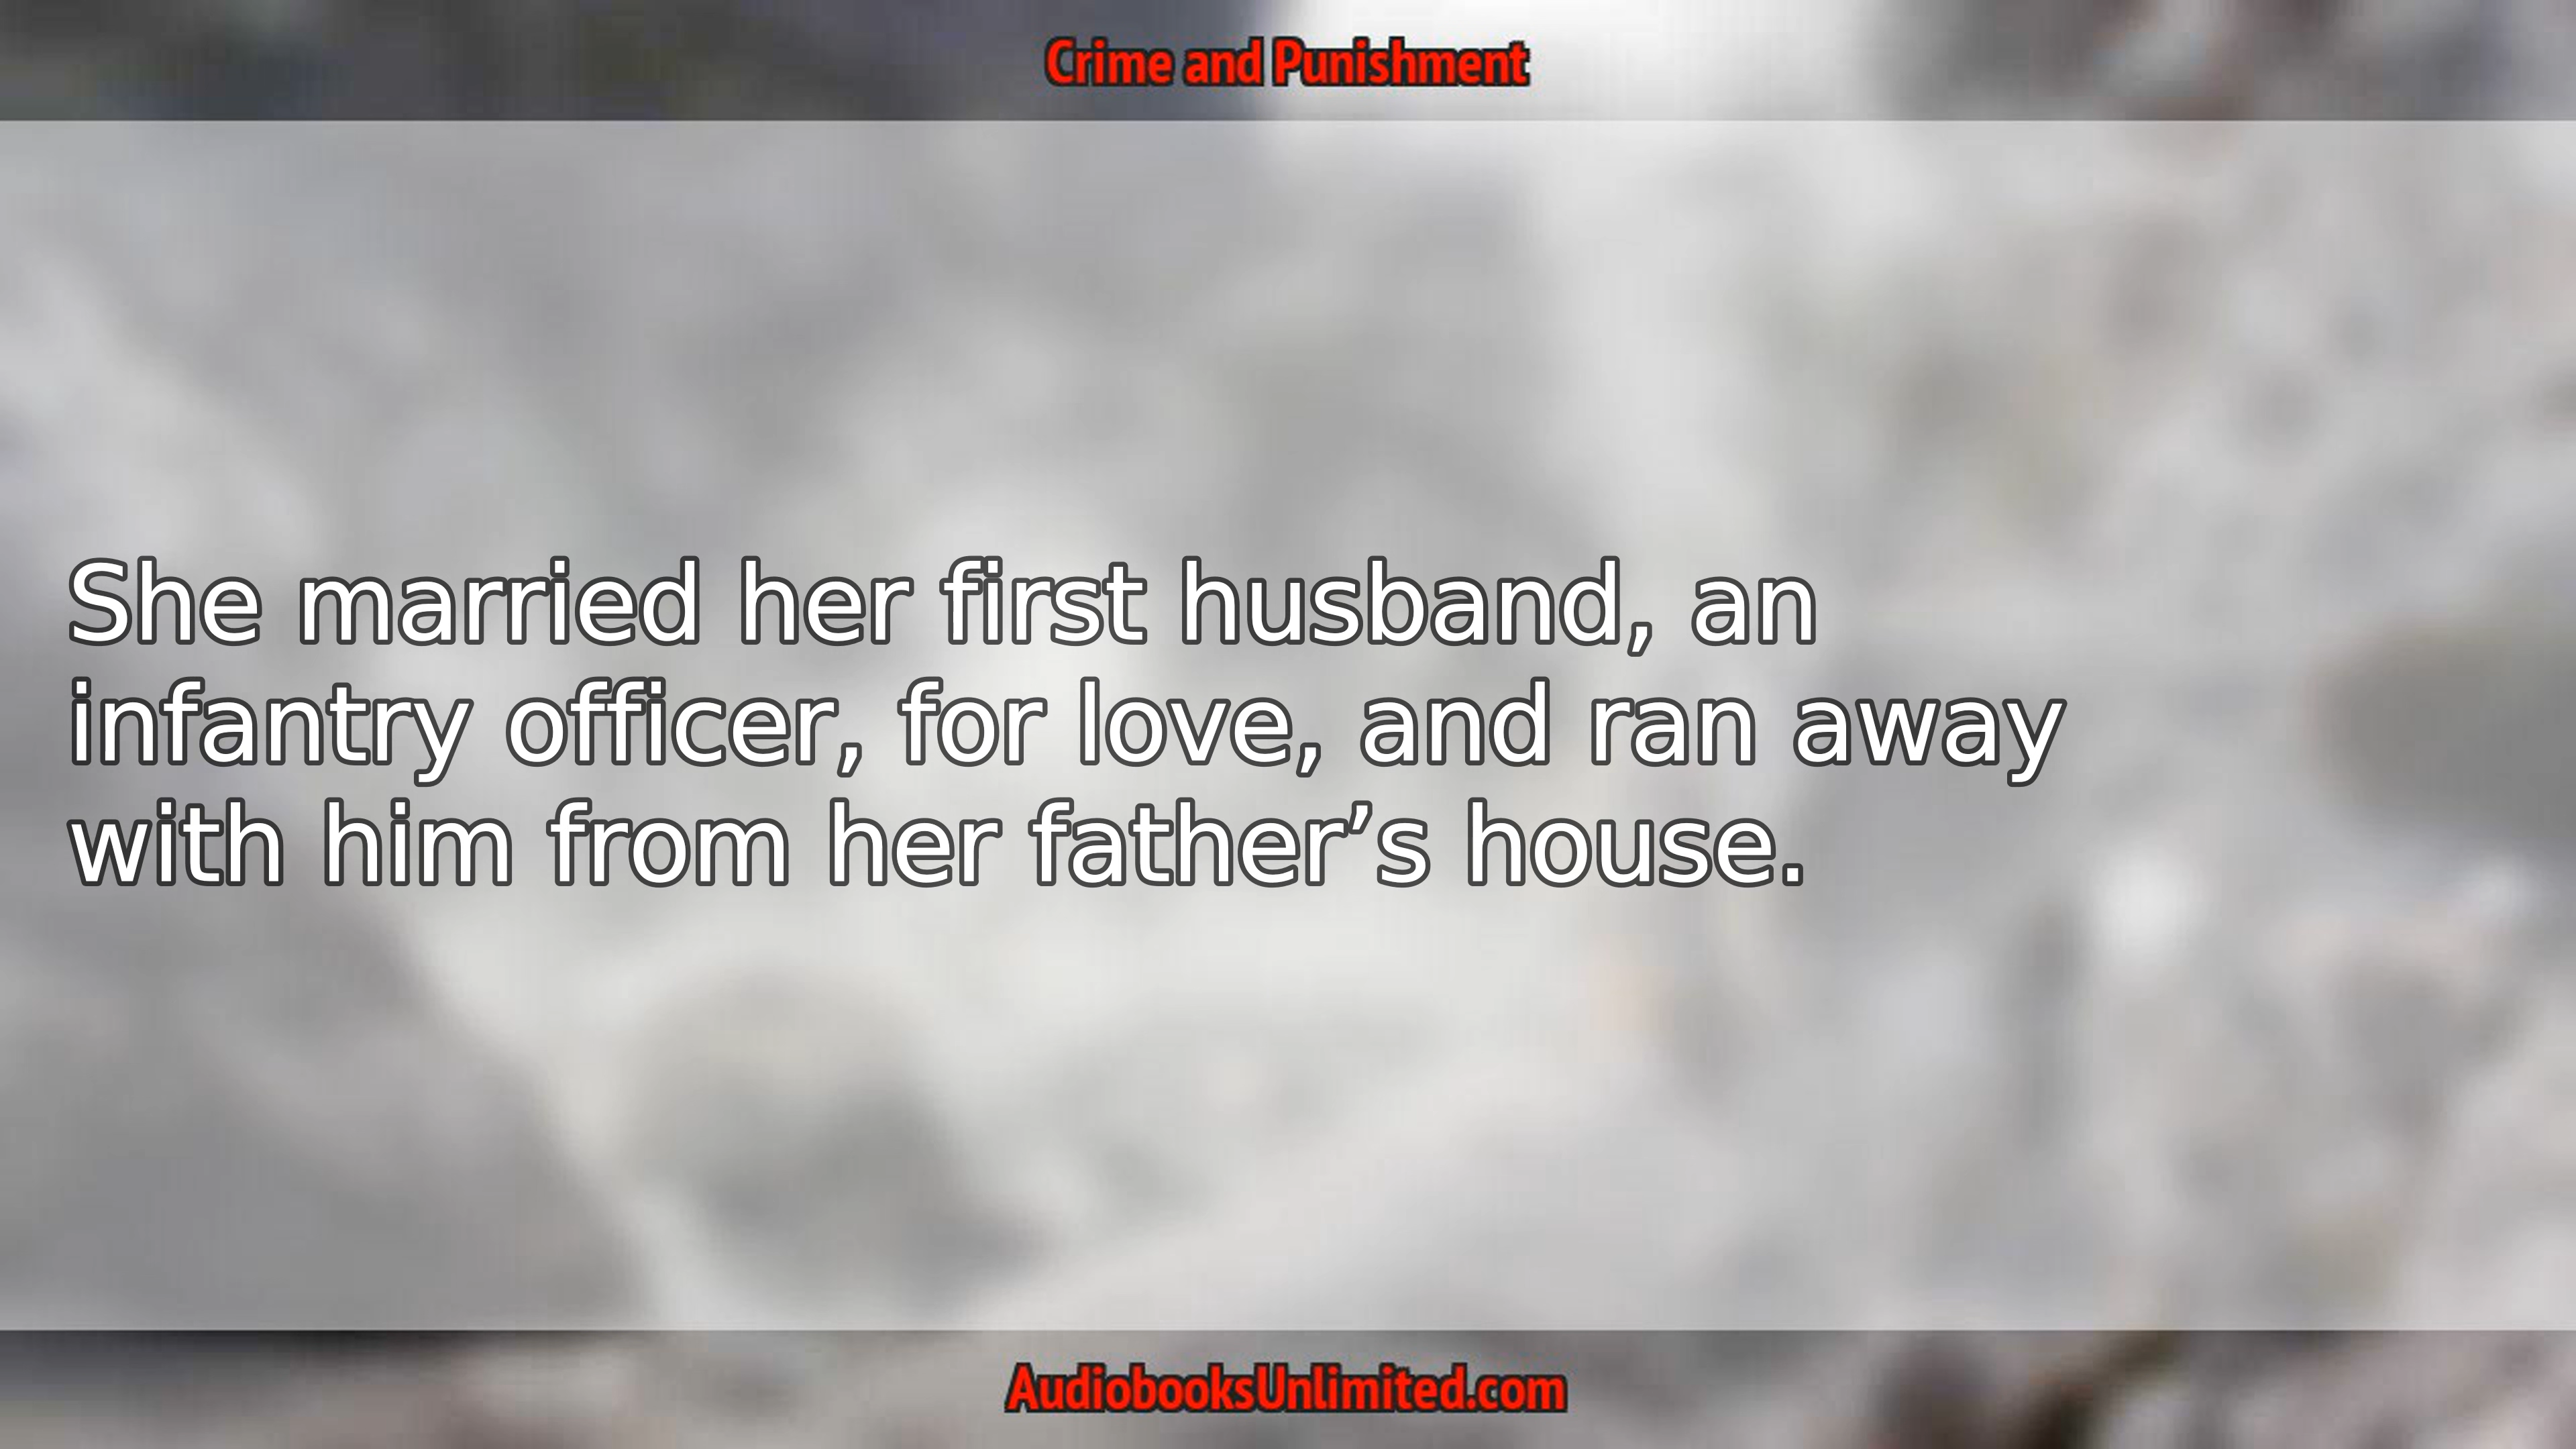 Crime and Punishment
She married her first husband, an
infantry officer, for love, and ran away
with him from her father’s house.
AudiobooksUnlimited.com